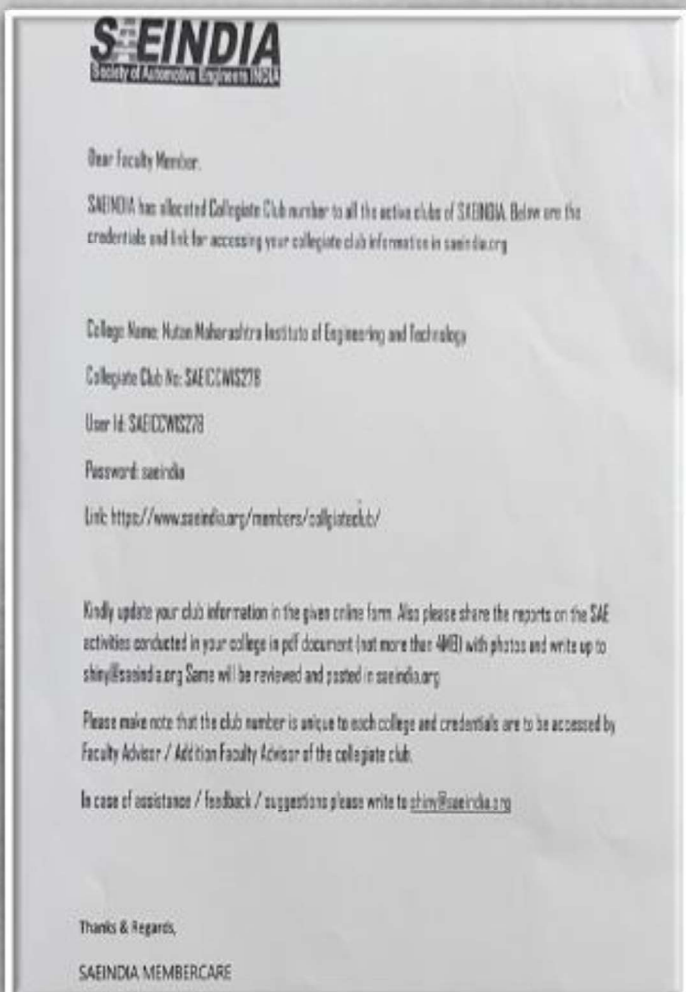 SAEINDIA
Society of Automotive Engineers INDIA
Dear Faculty Member,
SAEINDIA has allocated Collegiate Club number to all the active clubs of SAEINDIA. Below are the
credentials and link for accessing your collegiate club information in saeindia.org
College Name: Nutan Maharashtra Institute of Engineering and Technology
Collegiate Club No: SAEICCWIS278
User Id: SAEICCWIS278
Password: saeindia
Link: https://www.saeindia.org/members/collgiateclub/
Kindly update your club information in the given online form. Also please share the reports on the SAE
activities conducted in your college in pdf document (not more than 4MB) with photos and write up to
shiny@saeindia.org Same will be reviewed and posted in saeindia.org
Please make note that the club number is unique to each college and credentials are to be accessed by
Faculty Advisor / Addition Faculty Advisor of the collegiate club.
In case of assistance / feedback / suggestions please write to shiny@saeindia.org
Thanks & Regards,
SAEINDIA MEMBERCARE